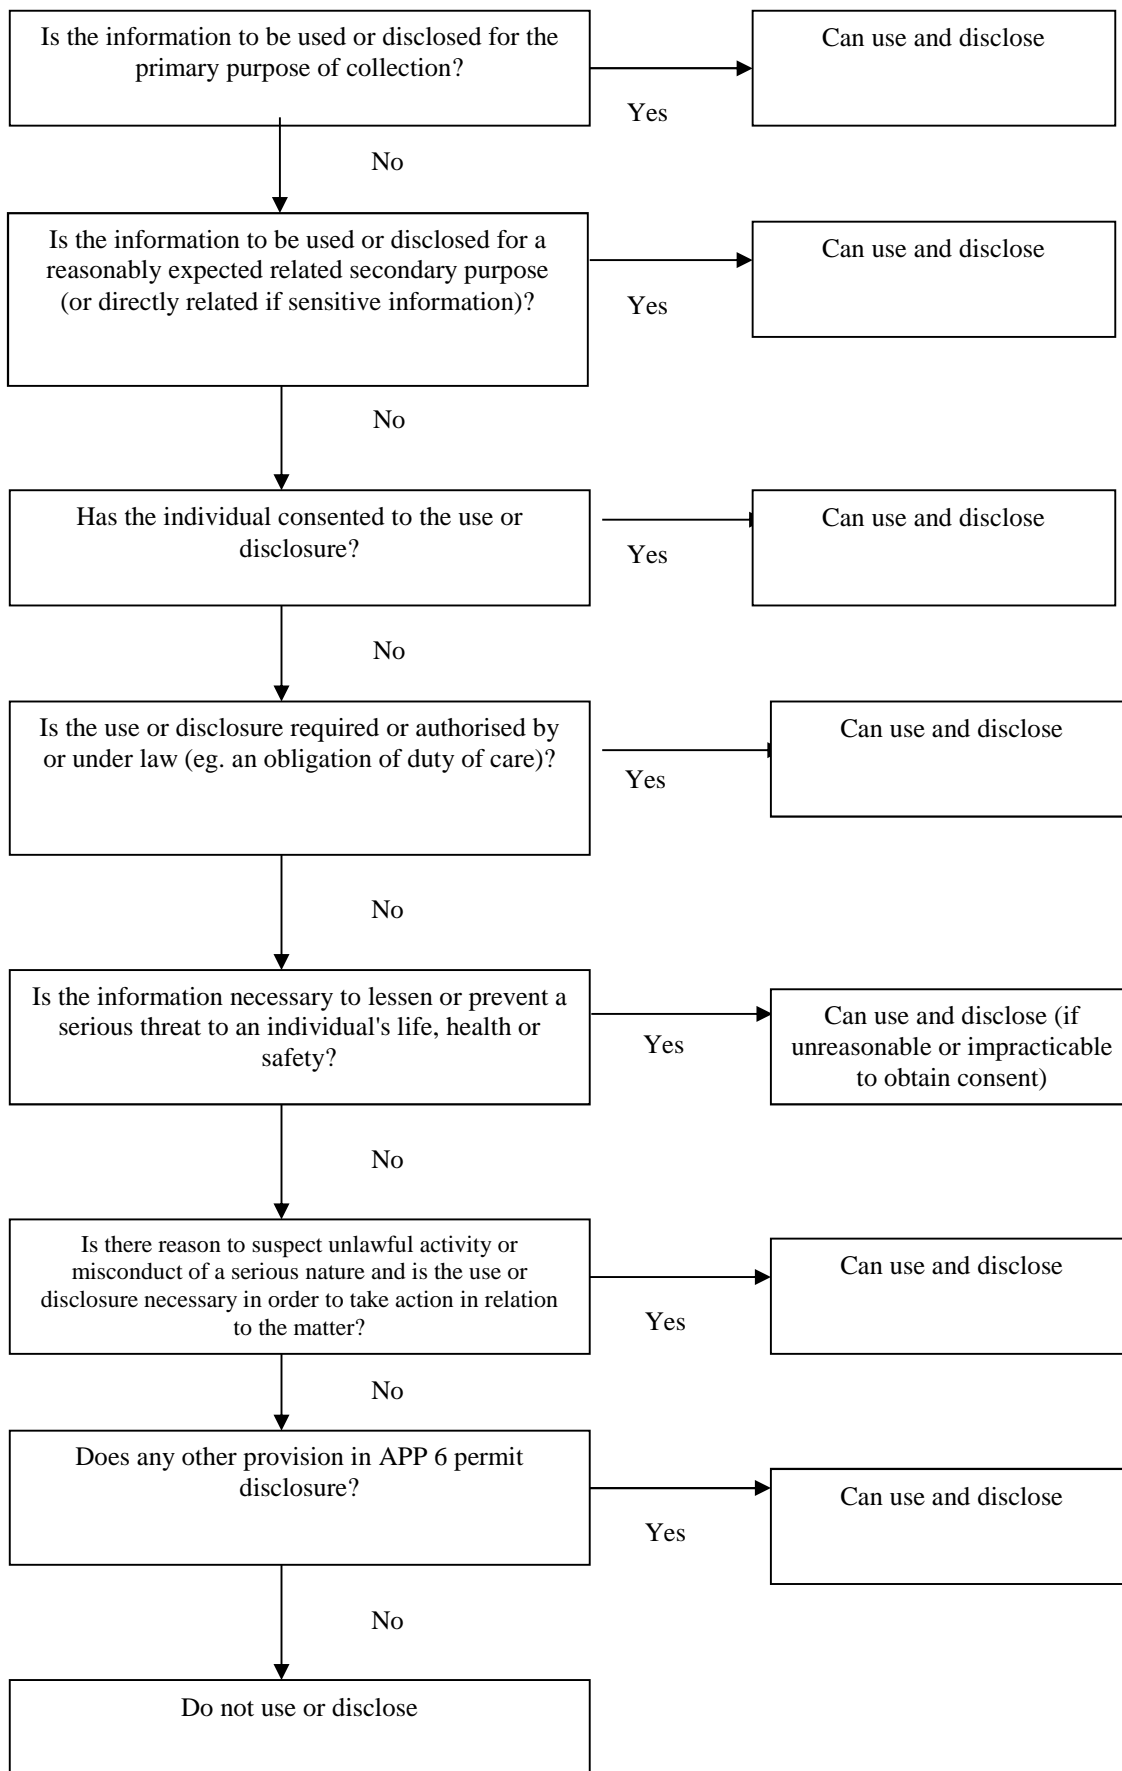 Is the information to be used or disclosed for the
primary purpose of collection?
Can use and disclose
Yes
No
Is the information to be used or disclosed for a
reasonably expected related secondary purpose
(or directly related if sensitive information)?
Can use and disclose
Yes
No
Has the individual consented to the use or
disclosure?
Can use and disclose
Yes
No
Is the use or disclosure required or authorised by
or under law (eg. an obligation of duty of care)?
Can use and disclose
Yes
No
Is the information necessary to lessen or prevent a
serious threat to an individual's life, health or
safety?
Can use and disclose (if
unreasonable or impracticable
to obtain consent)
Yes
No
Is there reason to suspect unlawful activity or
misconduct of a serious nature and is the use or
disclosure necessary in order to take action in relation
to the matter?
Can use and disclose
Yes
No
Does any other provision in APP 6 permit
disclosure?
Can use and disclose
Yes
No
Do not use or disclose